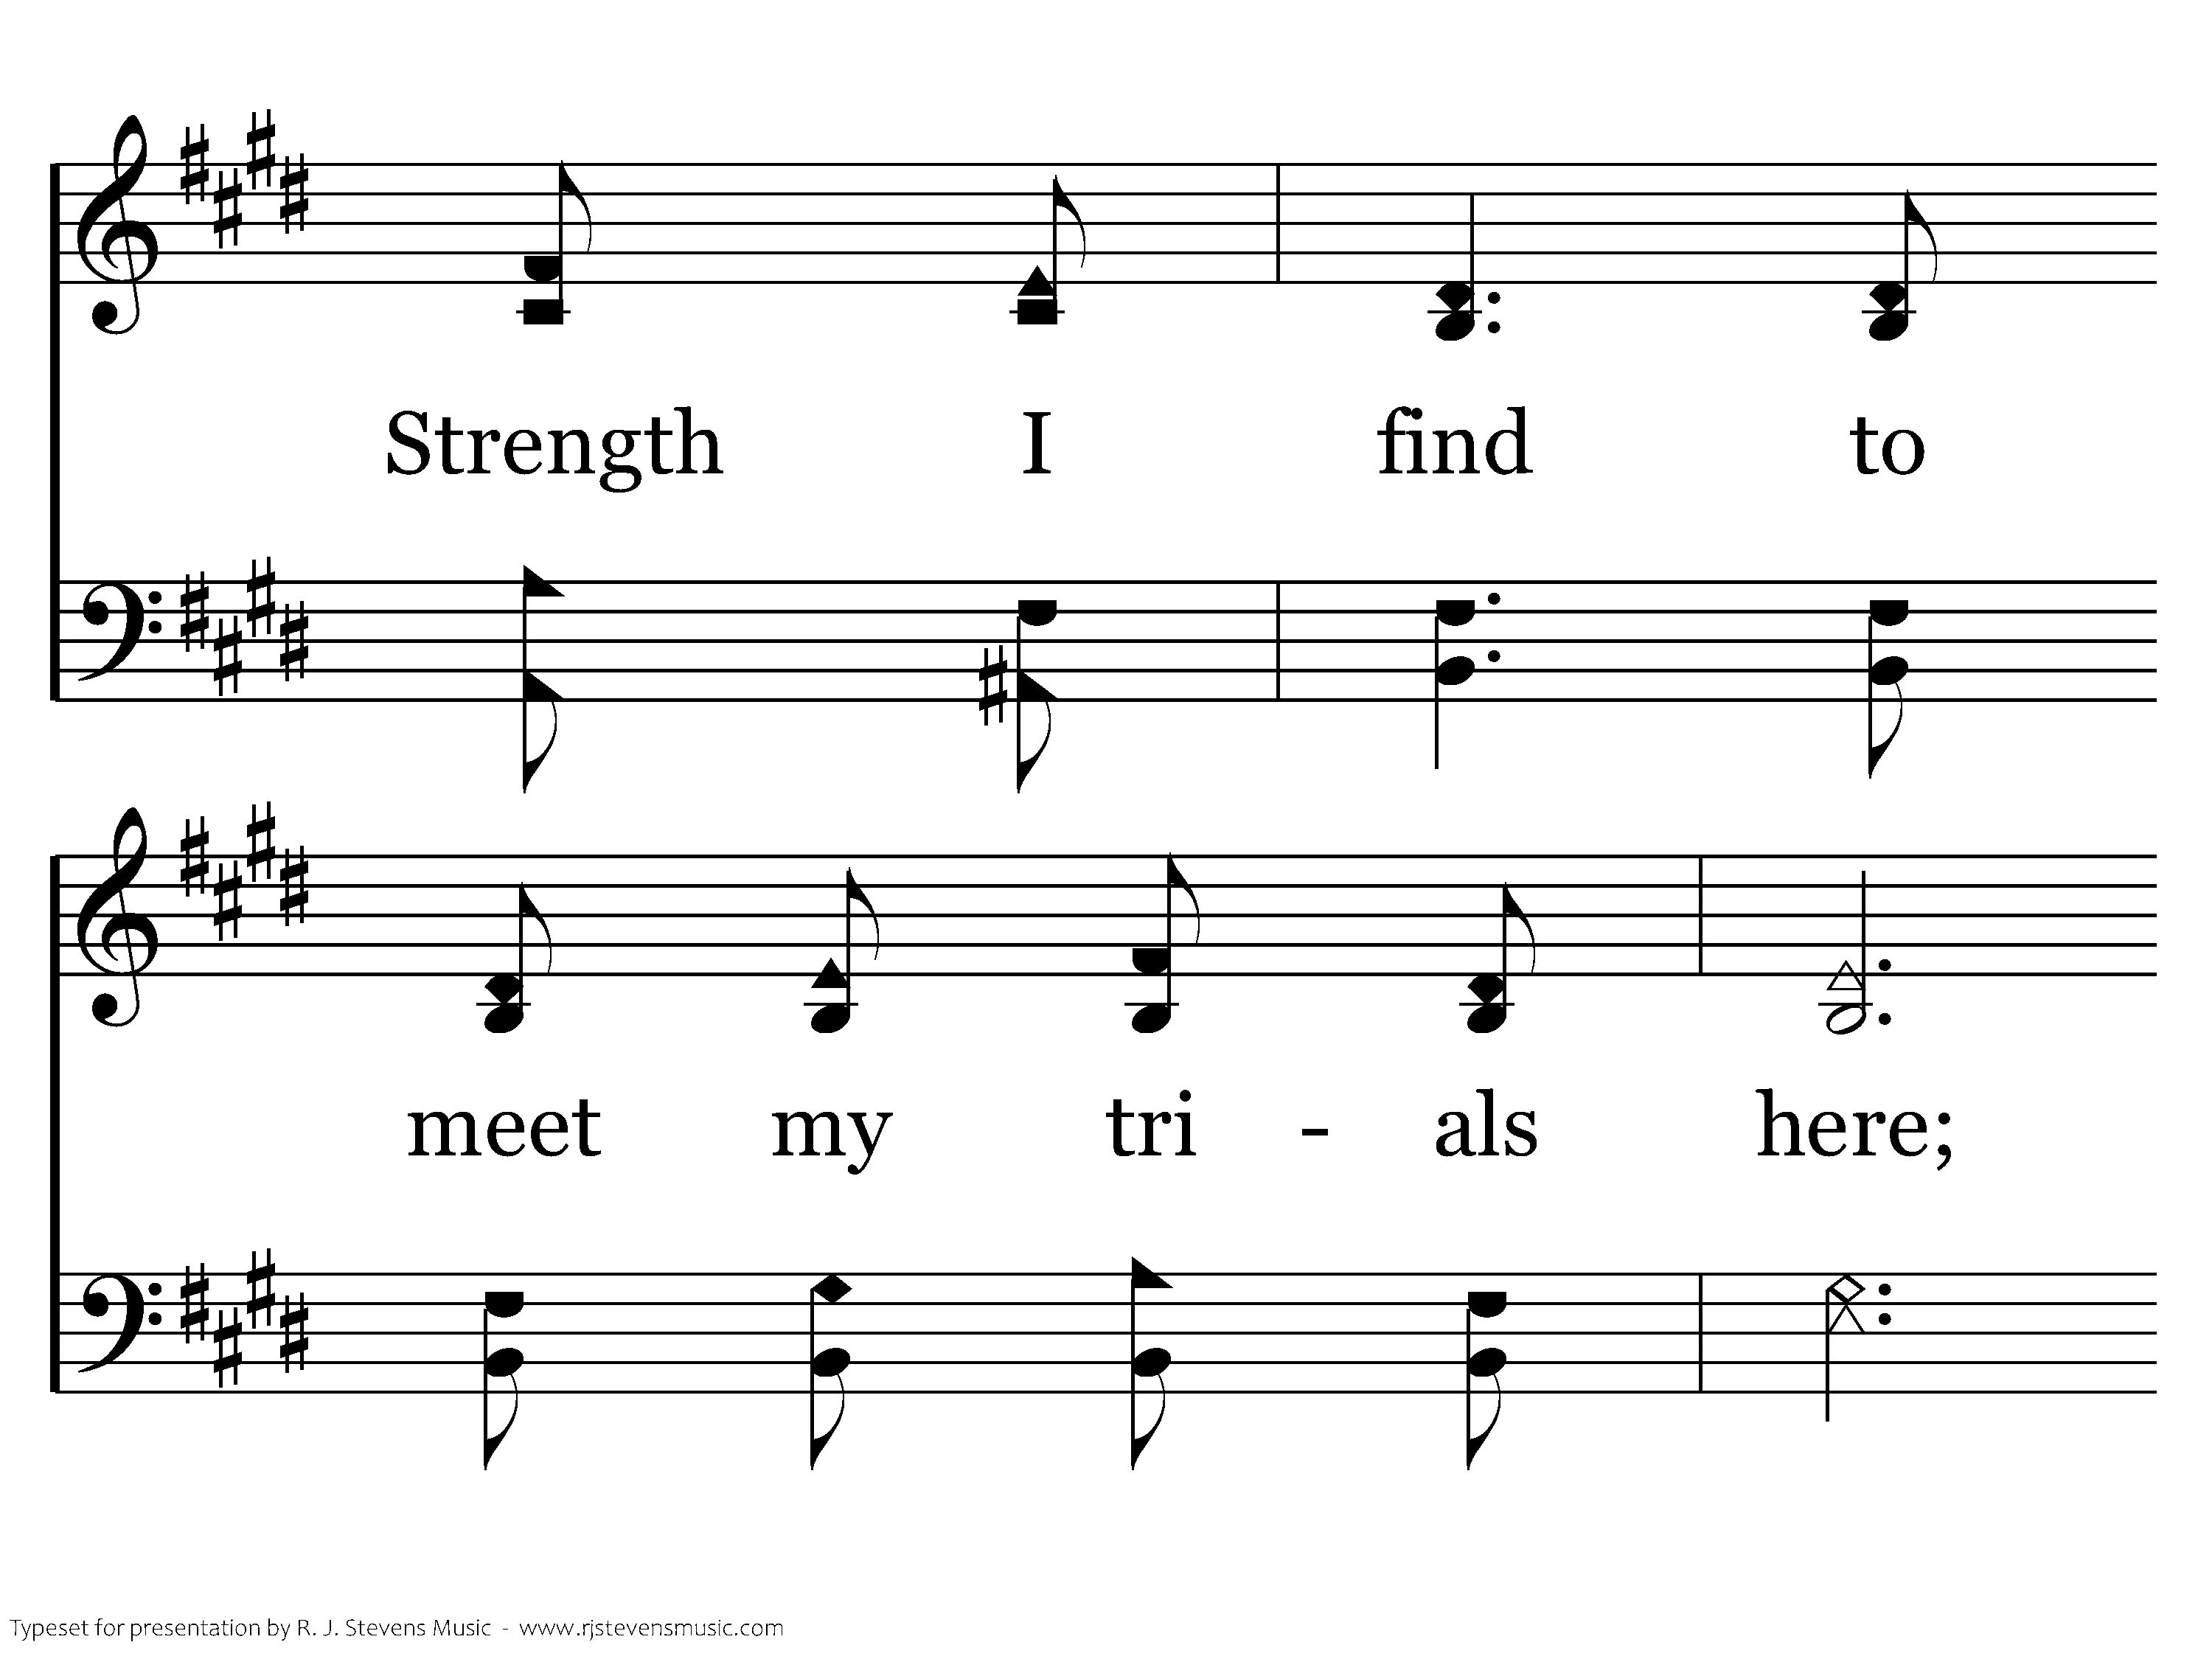 Strength I find to
meet my tri - als here;
Typeset for presentation by R. J. Stevens Music - www.rjstevensmusic.com